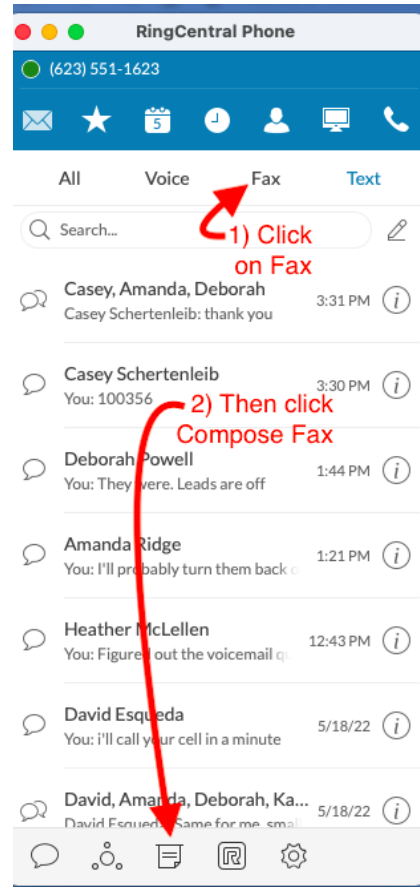 RingCentral Phone
(623) 551-1623
5
All Voice Fax Text
Search...
1) Click
on Fax
Casey, Amanda, Deborah 3:31 PM
Casey Schertenleib: thank you
Casey Schertenleib 3:30 PM
You: 100356
2) Then click
Compose Fax
Deborah Powell 1:44 PM
You: They were. Leads are off
Amanda Ridge 1:21 PM
You: I'll probably turn them back
Heather McLellen 12:43 PM
You: Figured out the voicemail
David Esqueda 5/18/22
You: i'll call your cell in a minute
David, Amanda, Deborah, Ka... 5/18/22
David Esqueda: Same for me, small
R